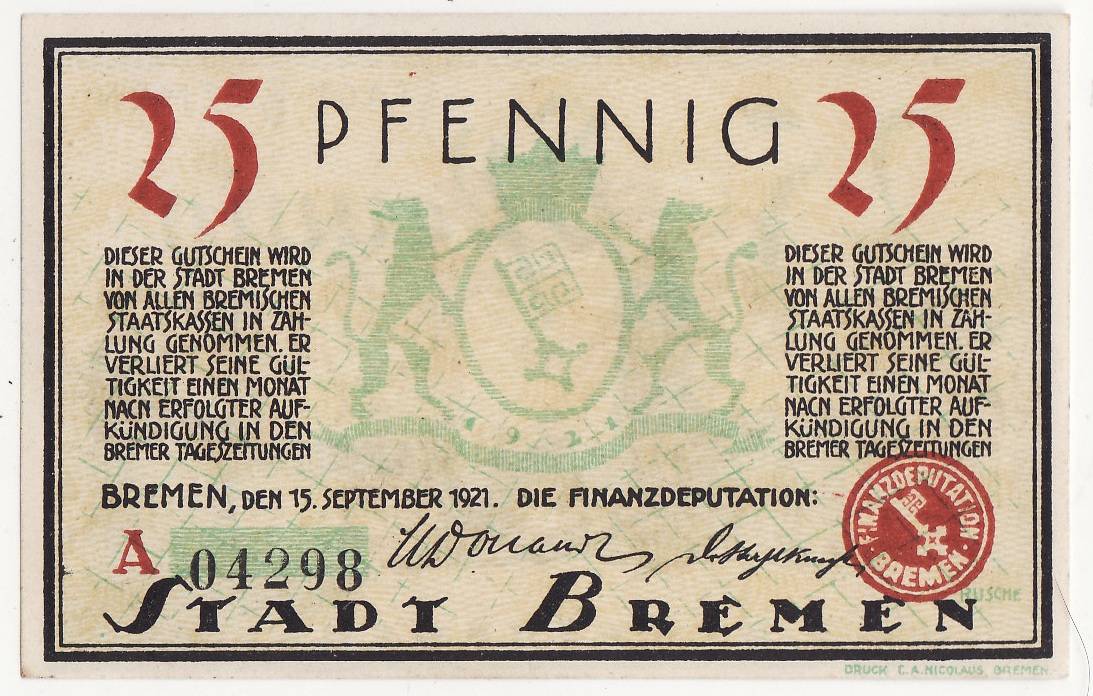 25 PFENNIG 25
DIESER GUTSCHEIN WIRD
IN DER STADT BREMEN
VON ALLEN BREMISCHEN
STAATSKASSEN IN ZAH-
LUNG GENOMMEN. ER
VERLIERT SEINE GÜL-
TIGKEIT EINEN MONAT
NACH ERFOLGTER AUF-
KÜNDIGUNG IN DEN
BREMER TAGESZEITUNGEN
DIESER GUTSCHEIN WIRD
IN DER STADT BREMEN
VON ALLEN BREMISCHEN
STAATSKASSEN IN ZAH-
LUNG GENOMMEN. ER
VERLIERT SEINE GÜL-
TIGKEIT EINEN MONAT
NACH ERFOLGTER AUF-
KÜNDIGUNG IN DEN
BREMER TAGESZEITUNGEN
1921
BREMEN, DEN 15. SEPTEMBER 1921. DIE FINANZDEPUTATION:
FINANZDEPUTATION
BREMEN
A 04298
STADT BREMEN
DRUCK C.A. NICOLAUS, BREMEN.